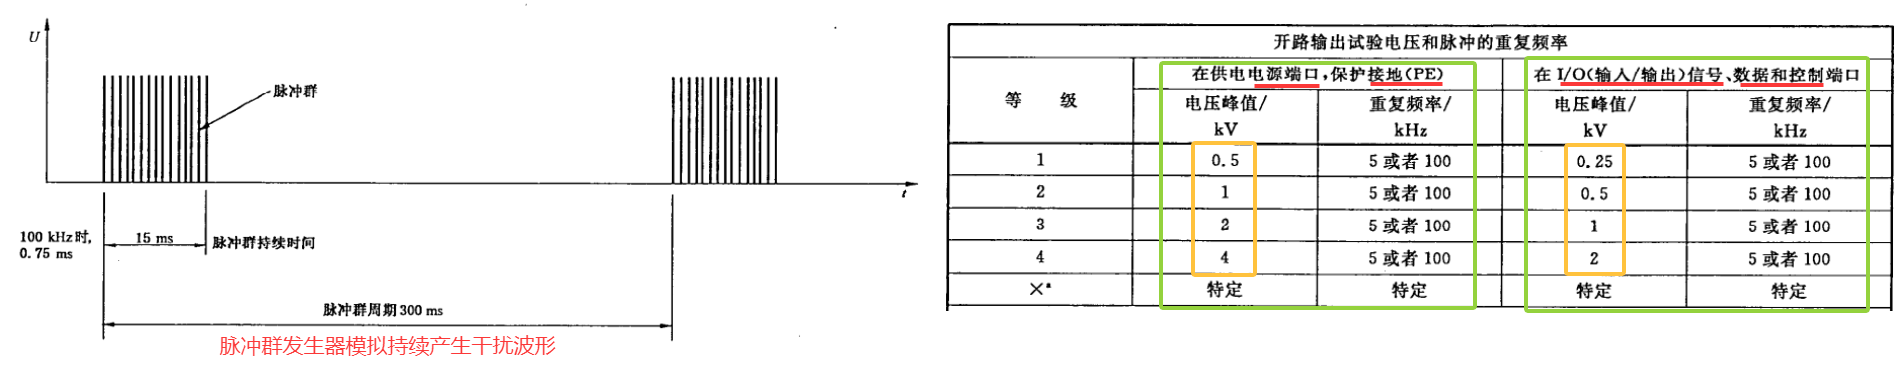 U
脉冲群
t
100 kHz时,
0.75 ms
15 ms
脉冲群持续时间
脉冲群周期300 ms
脉冲群发生器模拟持续产生干扰波形
开路输出试验电压和脉冲的重复频率
等 级
在供电电源端口,保护接地(PE)
在 I/O(输入/输出)信号、数据和控制端口
电压峰值/
kV
重复频率/
kHz
电压峰值/
kV
重复频率/
kHz
1 0.5 5 或者 100 0.25 5 或者 100
2 1 5 或者 100 0.5 5 或者 100
3 2 5 或者 100 1 5 或者 100
4 4 5 或者 100 2 5 或者 100
×ª 特定 特定 特定 特定